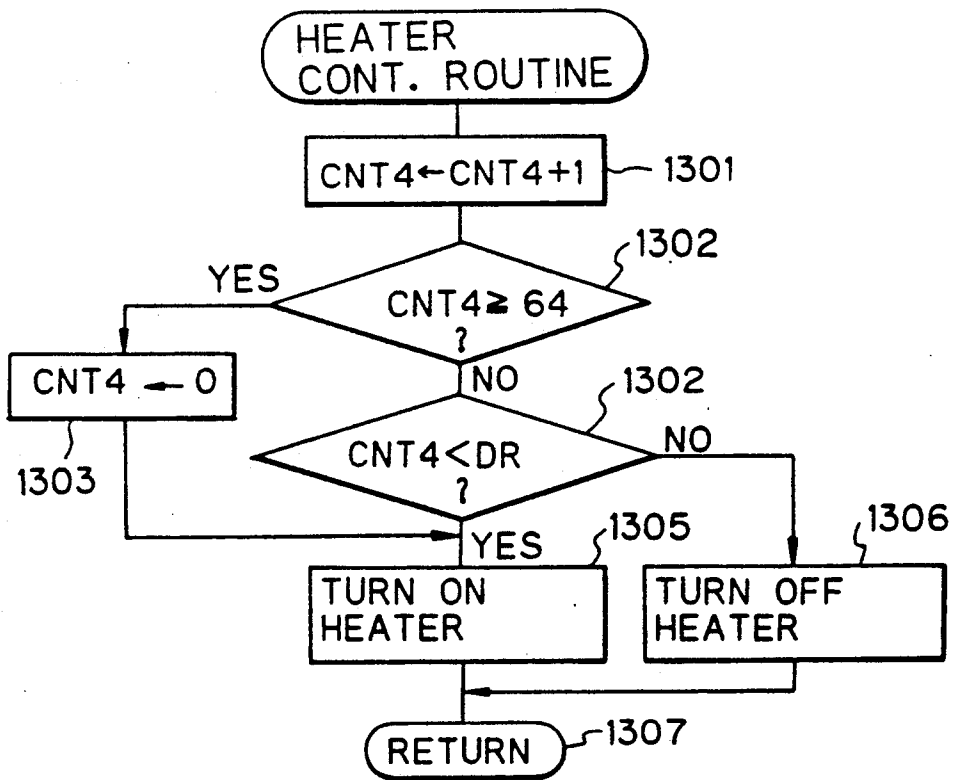 HEATER
CONT. ROUTINE
CNT4←CNT4+1
1301
1302
YES
CNT4≧64
?
CNT4←0
NO
1302
1303
CNT4<DR
?
NO
YES
1305
1306
TURN ON
HEATER
TURN OFF
HEATER
RETURN
1307